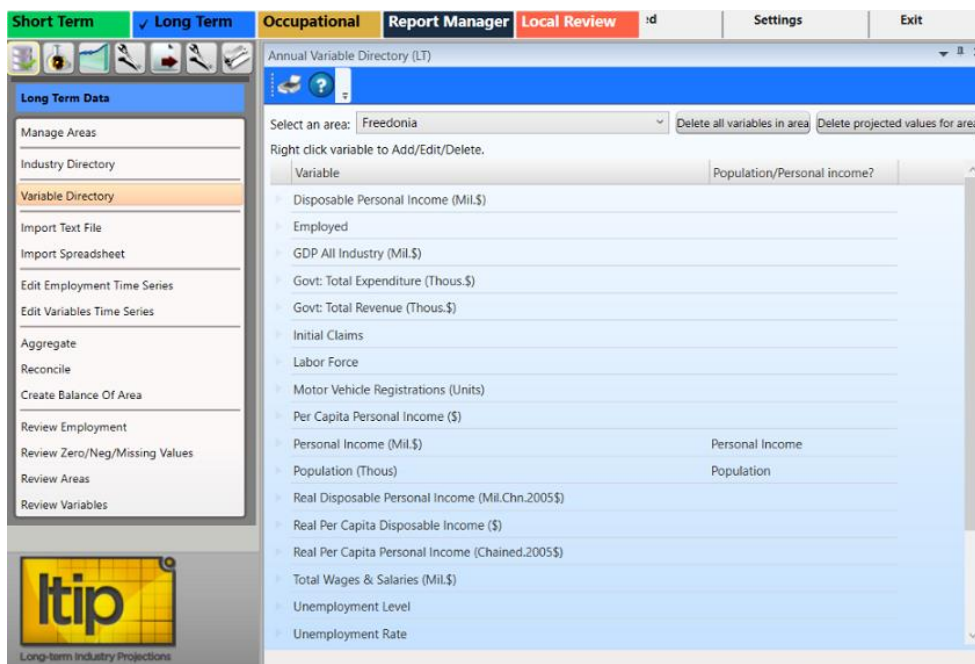 Short Term
✓ Long Term
Occupational
Report Manager
Local Review
Settings
Exit
Long Term Data
Manage Areas
Industry Directory
Variable Directory
Import Text File
Import Spreadsheet
Edit Employment Time Series
Edit Variables Time Series
Aggregate
Reconcile
Create Balance Of Area
Review Employment
Review Zero/Neg/Missing Values
Review Areas
Review Variables
ltip
Long-term Industry Projections
Annual Variable Directory (LT)
Select an area: Freedonia
Delete all variables in area
Delete projected values for area
Right click variable to Add/Edit/Delete.
Variable Population/Personal income?
Disposable Personal Income (Mil.$)
Employed
GDP All Industry (Mil.$)
Govt: Total Expenditure (Thous.$)
Govt: Total Revenue (Thous.$)
Initial Claims
Labor Force
Motor Vehicle Registrations (Units)
Per Capita Personal Income ($)
Personal Income (Mil.$) Personal Income
Population (Thous) Population
Real Disposable Personal Income (Mil.Chn.2005$)
Real Per Capita Disposable Income ($)
Real Per Capita Personal Income (Chained.2005$)
Total Wages & Salaries (Mil.$)
Unemployment Level
Unemployment Rate